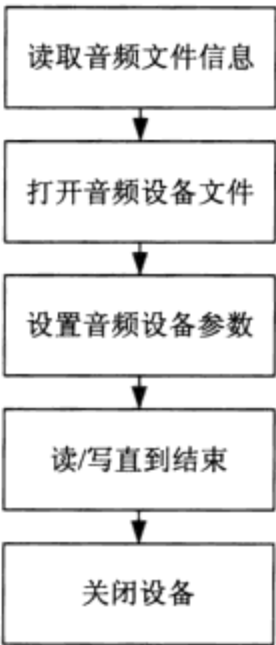 读取音频文件信息
打开音频设备文件
设置音频设备参数
读/写直到结束
关闭设备